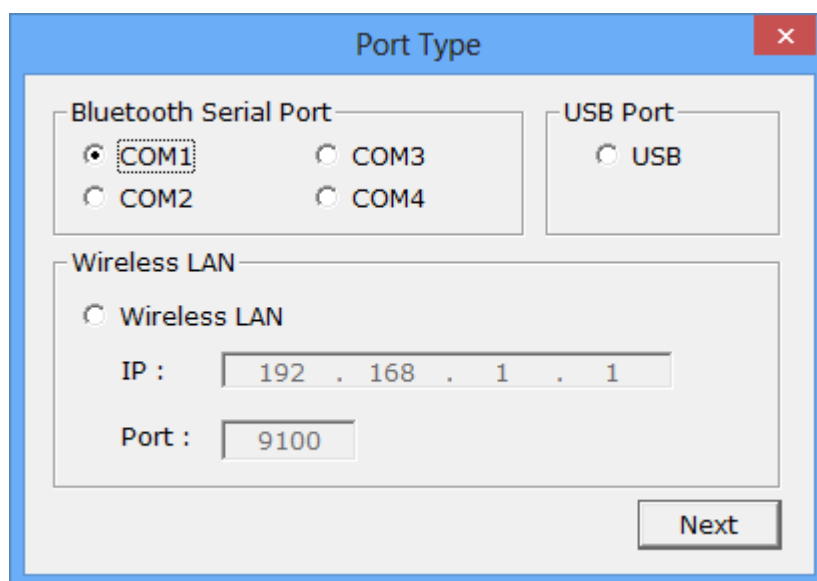 Port Type
Bluetooth Serial Port
USB Port
COM1
COM3
USB
COM2
COM4
Wireless LAN
Wireless LAN
IP : 192 . 168 . 1 . 1
Port : 9100
Next